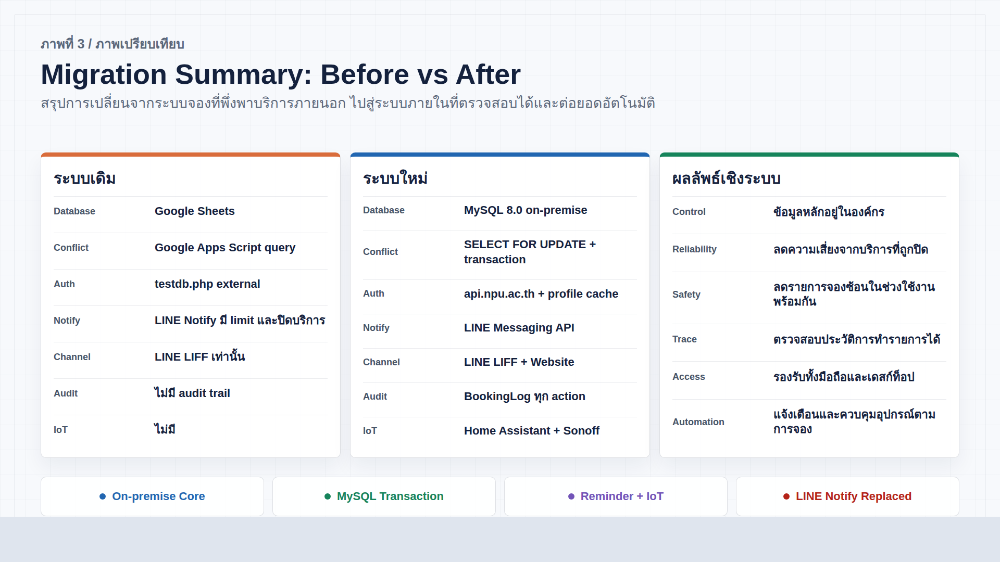 ภาพที่ 3 / ภาพเปรียบเทียบ
Migration Summary: Before vs After
สรุปการเปลี่ยนจากระบบจองที่พึ่งพาบริการภายนอก ไปสู่ระบบภายในที่ตรวจสอบได้และต่อยอดอัตโนมัติ
ระบบเดิม
Database Google Sheets
Conflict Google Apps Script query
Auth testdb.php external
Notify LINE Notify มี limit และปิดบริการ
Channel LINE LIFF เท่านั้น
Audit ไม่มี audit trail
IoT ไม่มี
ระบบใหม่
Database MySQL 8.0 on-premise
Conflict SELECT FOR UPDATE +
transaction
Auth api.npu.ac.th + profile cache
Notify LINE Messaging API
Channel LINE LIFF + Website
Audit BookingLog ทุก action
IoT Home Assistant + Sonoff
ผลลัพธ์เชิงระบบ
Control ข้อมูลหลักอยู่ในองค์กร
Reliability ลดความเสี่ยงจากบริการที่ถูกปิด
Safety ลดรายการจองซ้อนในช่วงใช้งาน
พร้อมกัน
Trace ตรวจสอบประวัติการทำรายการได้
Access รองรับทั้งมือถือและเดสก์ท็อป
Automation แจ้งเตือนและควบคุมอุปกรณ์ตาม
การจอง
On-premise Core
MySQL Transaction
Reminder + IoT
LINE Notify Replaced